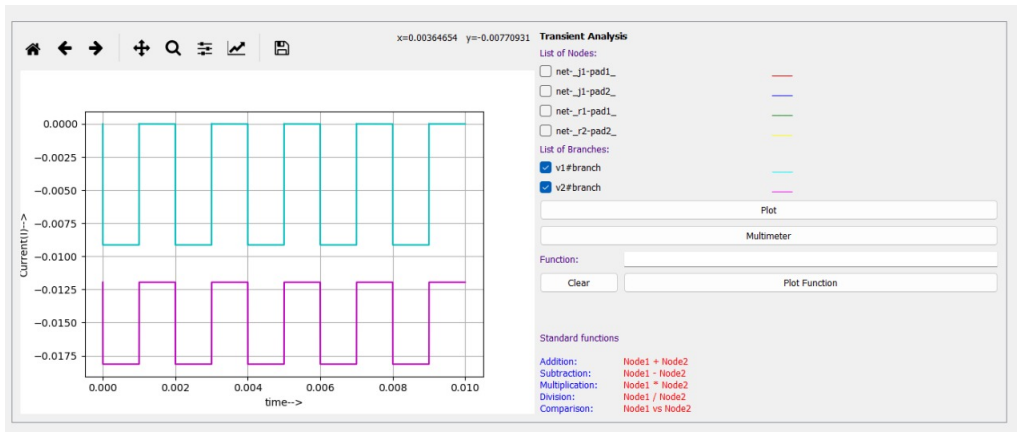 x=0.00364654 y=-0.00770931
Transient Analysis
List of Nodes:
net-_j1-pad1_
net-_j1-pad2_
net-_r1-pad1_
net-_r2-pad2_
List of Branches:
v1#branch
v2#branch
Plot
Multimeter
Function:
Clear
Plot Function
Standard functions
Addition: Node1 + Node2
Subtraction: Node1 - Node2
Multiplication: Node1 * Node2
Division: Node1 / Node2
Comparison: Node1 vs Node2
0.0000
−0.0025
−0.0050
−0.0075
−0.0100
−0.0125
−0.0150
−0.0175
Current(I)-->
0.000 0.002 0.004 0.006 0.008 0.010
time-->